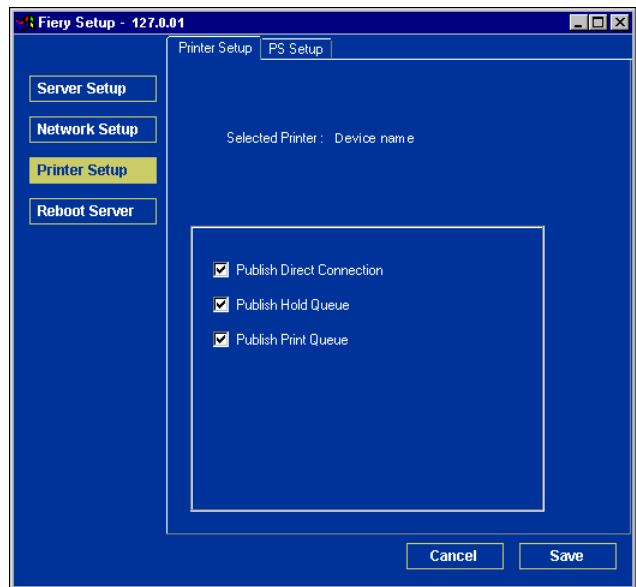 Fiery Setup - 127.0.01
Printer Setup
PS Setup
Server Setup
Network Setup
Printer Setup
Reboot Server
Selected Printer : Device name
Publish Direct Connection
Publish Hold Queue
Publish Print Queue
Cancel
Save